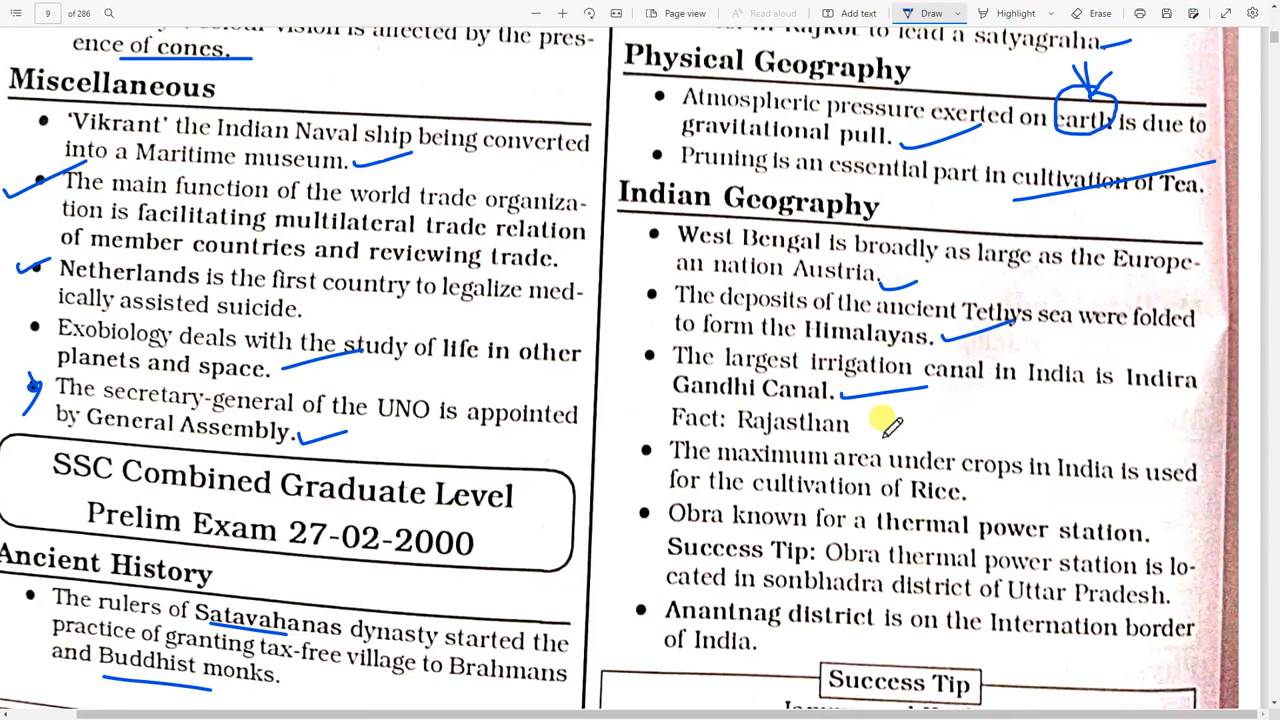 9 of 286
Page view
Read aloud
Add text
Draw
Highlight
Erase
vision is affected by the pres-
ence of cones.
Miscellaneous
• 'Vikrant' the Indian Naval ship being converted
into a Maritime museum.
• The main function of the world trade organiza-
tion is facilitating multilateral trade relation
of member countries and reviewing trade.
• Netherlands is the first country to legalize med-
ically assisted suicide.
• Exobiology deals with the study of life in other
planets and space.
• The secretary-general of the UNO is appointed
by General Assembly.
SSC Combined Graduate Level
Prelim Exam 27-02-2000
Ancient History
• The rulers of Satavahanas dynasty started the
practice of granting tax-free village to Brahmans
and Buddhist monks.
in Rajkot to lead a satyagraha.
Physical Geography
• Atmospheric pressure exerted on earth is due to
gravitational pull.
• Pruning is an essential part in cultivation of Tea.
Indian Geography
• West Bengal is broadly as large as the Europe-
an nation Austria.
• The deposits of the ancient Tethys sea were folded
to form the Himalayas.
• The largest irrigation canal in India is Indira
Gandhi Canal.
Fact: Rajasthan
• The maximum area under crops in India is used
for the cultivation of Rice.
• Obra known for a thermal power station.
Success Tip: Obra thermal power station is lo-
cated in sonbhadra district of Uttar Pradesh.
• Anantnag district is on the Internation border
of India.
Success Tip